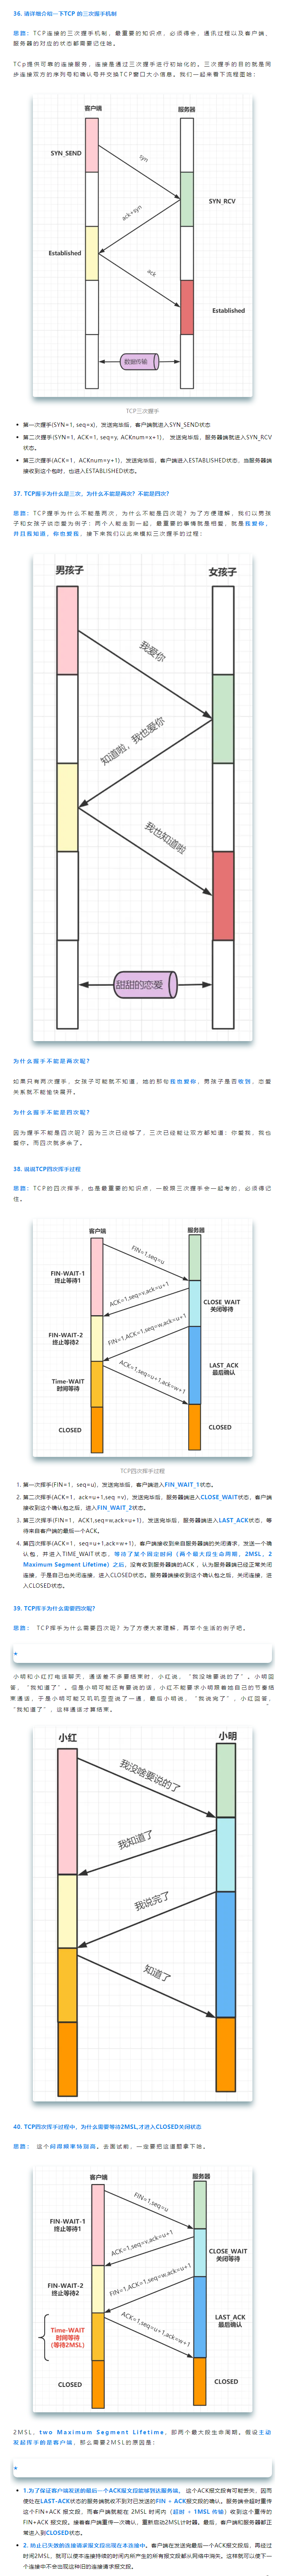 36. 请详细介绍一下TCP 的三次握手机制
思路: TCP连接的三次握手机制，最重要的知识点，必须得会，通讯过程以及客户端、
服务器的对应的状态都需要记住哈。
TCp提供可靠的连接服务，连接是通过三次握手进行初始化的。三次握手的目的就是同
步连接双方的序列号和确认号并交换TCP窗口大小信息。我们一起来看下流程图哈：
客户端
服务器
SYN_SEND
syn
SYN_RCV
ack+syn
Established
ack
Established
数据传输
TCP三次握手
第一次握手(SYN=1, seq=x)，发送完毕后，客户端就进入SYN_SEND状态
第二次握手(SYN=1, ACK=1, seq=y, ACKnum=x+1)， 发送完毕后，服务器端就进入SYN_RCV
状态。
第三次握手(ACK=1，ACKnum=y+1)，发送完毕后，客户端进入ESTABLISHED状态，当服务器端
接收到这个包时，也进入ESTABLISHED状态。
37. TCP握手为什么是三次，为什么不能是两次？不能是四次？
思路: TCP握手为什么不能是两次，为什么不能是四次呢？为了方便理解，我们以男孩
子和女孩子谈恋爱为例子：两个人能走到一起，最重要的事情就是相爱，就是我爱你，
并且我知道，你也爱我，接下来我们以此来模拟三次握手的过程：
男孩子
女孩子
我爱你
知道啦，我也爱你
我也知道啦
甜甜的恋爱
为什么握手不能是两次呢？
如果只有两次握手，女孩子可能就不知道，她的那句我也爱你，男孩子是否收到，恋爱
关系就不能愉快展开。
为什么握手不能是四次呢？
因为握手不能是四次呢？因为三次已经够了，三次已经能让双方都知道：你爱我，我也
爱你。而四次就多余了。
38. 说说TCP四次挥手过程
思路: TCP的四次挥手，也是最重要的知识点，一般跟三次握手会一起考的，必须得记
住。
客户端
服务器
FIN=1,seq=u
FIN-WAIT-1
终止等待1
ACK=1,seq=v,ack=u+1
CLOSE_WAIT
关闭等待
FIN-WAIT-2
终止等待2
FIN=1,ACK=1,seq=w,ack=u+1
Time-WAIT
时间等待
ACK=1,seq=u+1,ack=w+1
LAST_ACK
最后确认
CLOSED
CLOSED
TCP四次挥手过程
1. 第一次挥手(FIN=1，seq=u)，发送完毕后，客户端进入FIN_WAIT_1状态。
2. 第二次挥手(ACK=1，ack=u+1,seq =v)，发送完毕后，服务器端进入CLOSE_WAIT状态，客户端
接收到这个确认包之后，进入FIN_WAIT_2状态。
3. 第三次挥手(FIN=1，ACK1,seq=w,ack=u+1)，发送完毕后，服务器端进入LAST_ACK状态，等
待来自客户端的最后一个ACK。
4. 第四次挥手(ACK=1，seq=u+1,ack=w+1)，客户端接收到来自服务器端的关闭请求，发送一个确
认包，并进入TIME_WAIT状态，等待了某个固定时间（两个最大段生命周期，2MSL，2
Maximum Segment Lifetime）之后，没有收到服务器端的ACK ，认为服务器端已经正常关闭
连接，于是自己也关闭连接，进入CLOSED状态。服务器端接收到这个确认包之后，关闭连接，进
入CLOSED状态。
39. TCP挥手为什么需要四次呢？
思路: TCP挥手为什么需要四次呢？为了方便大家理解，再举个生活的例子吧。
*
小明和小红打电话聊天，通话差不多要结束时，小红说，“我没啥要说的了”。小明回
答，“我知道了”。但是小明可能还有要说的话，小红不能要求小明跟着她自己的节奏结
束通话，于是小明可能又叽叽歪歪说了一通，最后小明说，“我说完了”，小红回答，
“我知道了”，这样通话才算结束。
小红
小明
我没啥要说的了
我知道了
我说完了
知道了
40. TCP四次挥手过程中，为什么需要等待2MSL,才进入CLOSED关闭状态
思路: 这个问得频率特别高。去面试前，一定要把这道题拿下哈。
客户端
服务器
FIN=1,seq=u
FIN-WAIT-1
终止等待1
ACK=1,seq=v,ack=u+1
CLOSE_WAIT
关闭等待
FIN-WAIT-2
终止等待2
FIN=1,ACK=1,seq=w,ack=u+1
Time-WAIT
时间等待
(等待2MSL)
ACK=1,seq=u+1,ack=w+1
LAST_ACK
最后确认
CLOSED
CLOSED
2MSL，two Maximum Segment Lifetime，即两个最大段生命周期。假设主动
发起挥手的是客户端，那么需要2MSL的原因是：
*
1.为了保证客户端发送的最后一个ACK报文段能够到达服务端。 这个ACK报文段有可能丢失，因而
使处在LAST-ACK状态的服务端就收不到对已发送的FIN + ACK报文段的确认。服务端会超时重传
这个FIN+ACK 报文段，而客户端就能在 2MSL 时间内（超时 + 1MSL 传输）收到这个重传的
FIN+ACK 报文段。接着客户端重传一次确认，重新启动2MSL计时器。最后，客户端和服务器都正
常进入到CLOSED状态。
2. 防止已失效的连接请求报文段出现在本连接中。客户端在发送完最后一个ACK报文段后，再经过
时间2MSL，就可以使本连接持续的时间内所产生的所有报文段都从网络中消失。这样就可以使下一
个连接中不会出现这种旧的连接请求报文段。